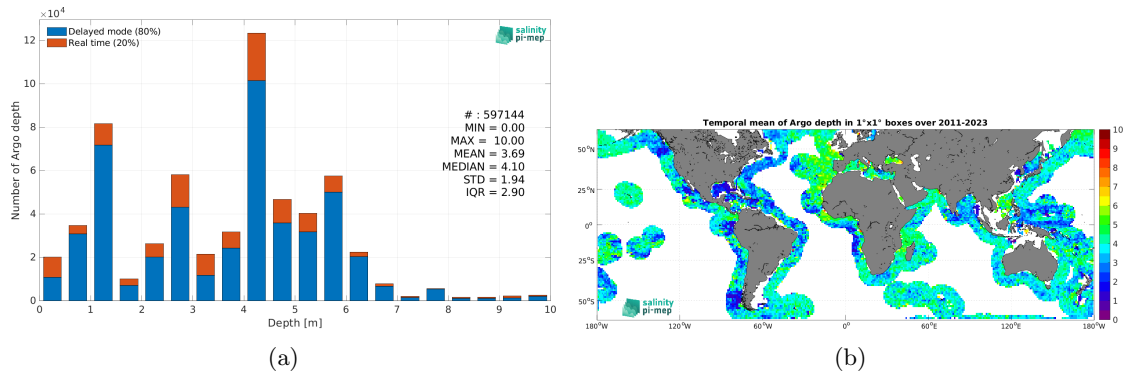 ×10⁴
Delayed mode (80%)
Real time (20%)
salinity
pi-mep
12
10
8
6
4
2
0
Number of Argo depth
# : 597144
MIN = 0.00
MAX = 10.00
MEAN = 3.69
MEDIAN = 4.10
STD = 1.94
IQR = 2.90
0 1 2 3 4 5 6 7 8 9 10
Depth [m]
(a)
Temporal mean of Argo depth in 1°x1° boxes over 2011-2023
50°N
25°N
0°
25°S
50°S
180°W 120°W 60°W 0° 60°E 120°E 180°W
salinity
pi-mep
10
9
8
7
6
5
4
3
2
1
0
(b)